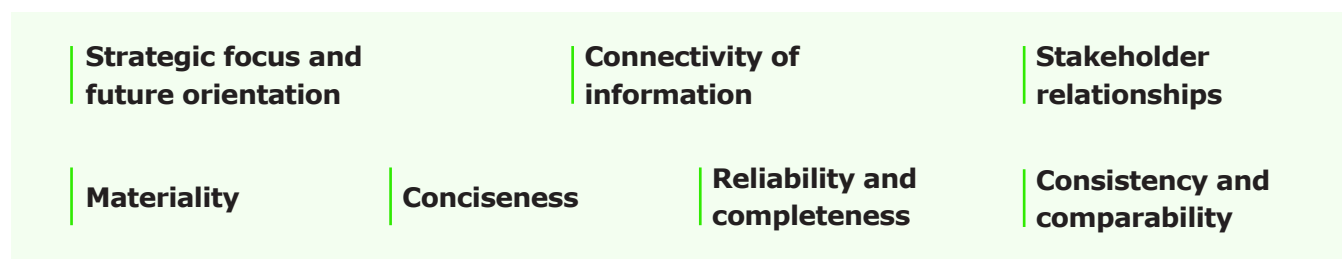 Strategic focus and
future orientation
Connectivity of
information
Stakeholder
relationships
Materiality
Conciseness
Reliability and
completeness
Consistency and
comparability